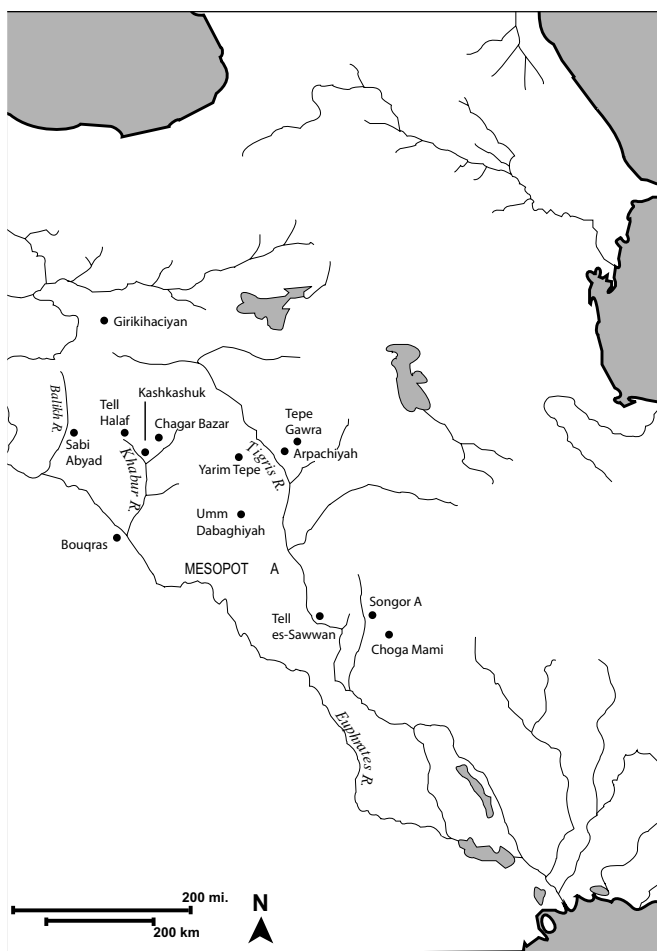 Girikihaciyan
Kashkashuk
Balikh R.
Tell
Halaf
Chagar Bazar
Tepe
Gawra
Sabi
Abyad
Khabur R.
Yarim Tepe
Tigris R.
Arpachiyah
Umm
Dabaghiyah
Bouqras
MESOPOT A
Tell
es-Sawwan
Songor A
Choga Mami
Euphrates R.
200 mi.
200 km
N